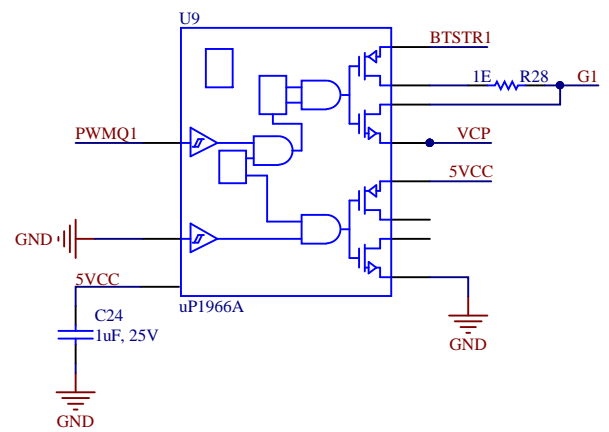 U9
BTSTR1
1E R28 G1
PWMQ1
VCP
5VCC
GND
5VCC
uP1966A
C24
1uF, 25V
GND
GND